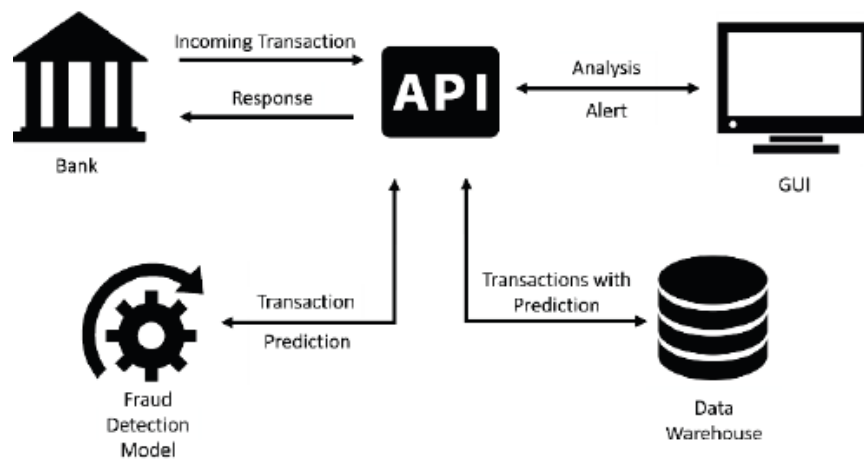 Incoming Transaction
Response
Bank
API
Analysis
Alert
GUI
Transaction
Prediction
Fraud
Detection
Model
Transactions with
Prediction
Data
Warehouse